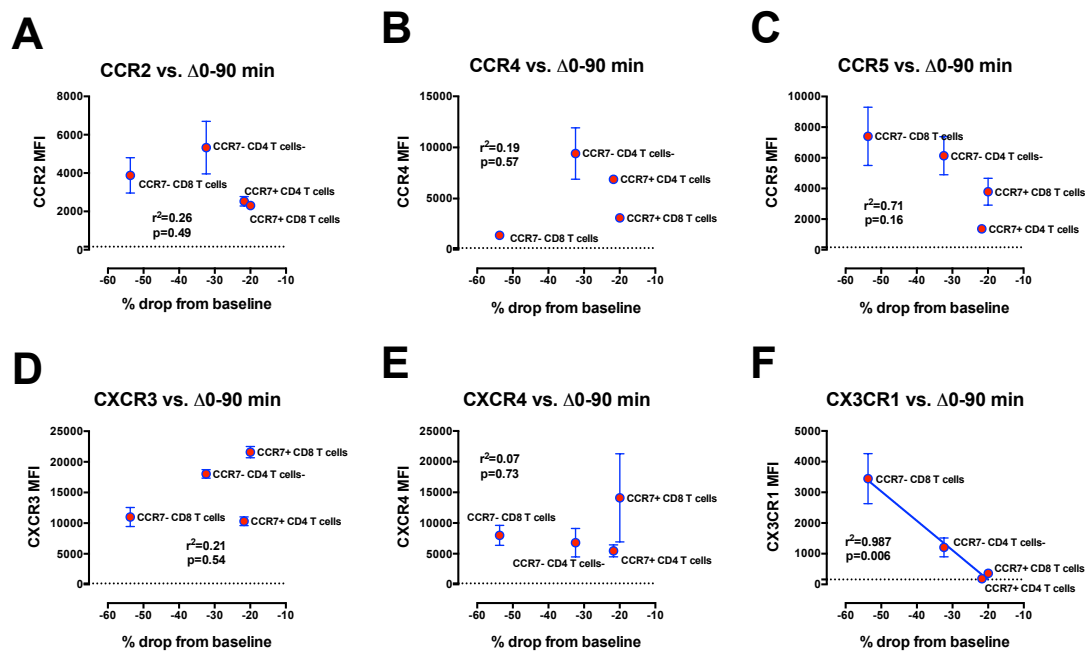 A
CCR2 vs. Δ0-90 min
CCR2 MFI
8000
6000
4000
2000
0
CCR7- CD4 T cells-
CCR7- CD8 T cells
CCR7+ CD4 T cells
CCR7+ CD8 T cells
r²=0.26
p=0.49
-60 -50 -40 -30 -20 -10
% drop from baseline
B
CCR4 vs. Δ0-90 min
CCR4 MFI
15000
10000
5000
0
r²=0.19
p=0.57
CCR7- CD4 T cells-
CCR7+ CD4 T cells
CCR7+ CD8 T cells
CCR7- CD8 T cells
-60 -50 -40 -30 -20 -10
% drop from baseline
C
CCR5 vs. Δ0-90 min
CCR5 MFI
10000
8000
6000
4000
2000
0
CCR7- CD8 T cells
CCR7- CD4 T cells-
CCR7+ CD8 T cells
CCR7+ CD4 T cells
r²=0.71
p=0.16
-60 -50 -40 -30 -20 -10
% drop from baseline
D
CXCR3 vs. Δ0-90 min
CXCR3 MFI
25000
20000
15000
10000
5000
0
CCR7+ CD8 T cells
CCR7- CD4 T cells-
CCR7- CD8 T cells
CCR7+ CD4 T cells
r²=0.21
p=0.54
-60 -50 -40 -30 -20 -10
% drop from baseline
E
CXCR4 vs. Δ0-90 min
CXCR4 MFI
25000
20000
15000
10000
5000
0
r²=0.07
p=0.73
CCR7+ CD8 T cells
CCR7- CD8 T cells
CCR7- CD4 T cells-
CCR7+ CD4 T cells
-60 -50 -40 -30 -20 -10
% drop from baseline
F
CX3CR1 vs. Δ0-90 min
CX3CR1 MFI
5000
4000
3000
2000
1000
0
CCR7- CD8 T cells
r²=0.987
p=0.006
CCR7- CD4 T cells-
CCR7+ CD8 T cells
CCR7+ CD4 T cells
-60 -50 -40 -30 -20 -10
% drop from baseline